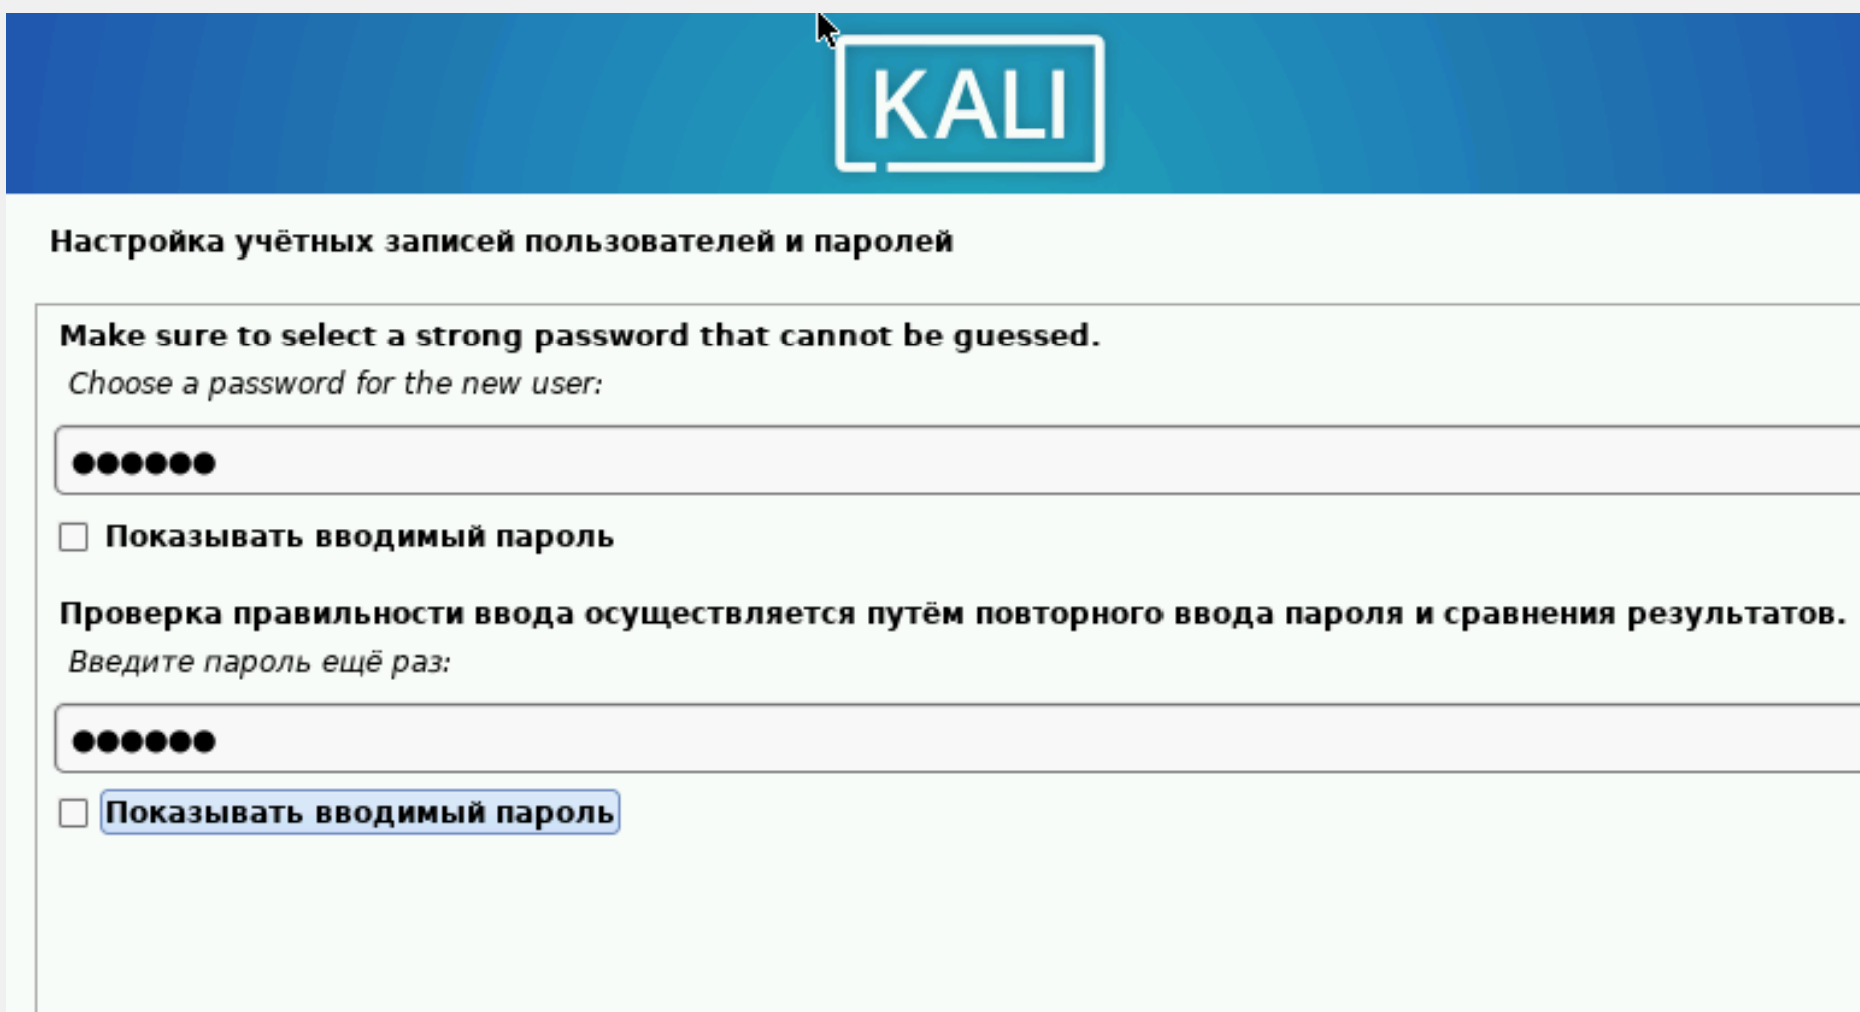 KALI
Настройка учётных записей пользователей и паролей
Make sure to select a strong password that cannot be guessed.
Choose a password for the new user:
●●●●●●
Показывать вводимый пароль
Проверка правильности ввода осуществляется путём повторного ввода пароля и сравнения результатов.
Введите пароль ещё раз:
●●●●●●
Показывать вводимый пароль